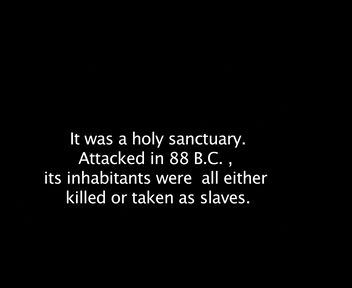 It was a holy sanctuary.
Attacked in 88 B.C. ,
its inhabitants were  all either
killed or taken as slaves.